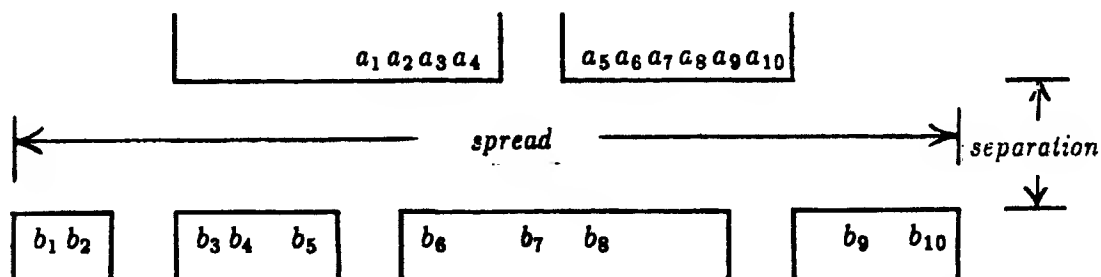 a₁ a₂ a₃ a₄ a₅ a₆ a₇ a₈ a₉ a₁₀
spread
separation
b₁ b₂ b₃ b₄ b₅ b₆ b₇ b₈ b₉ b₁₀